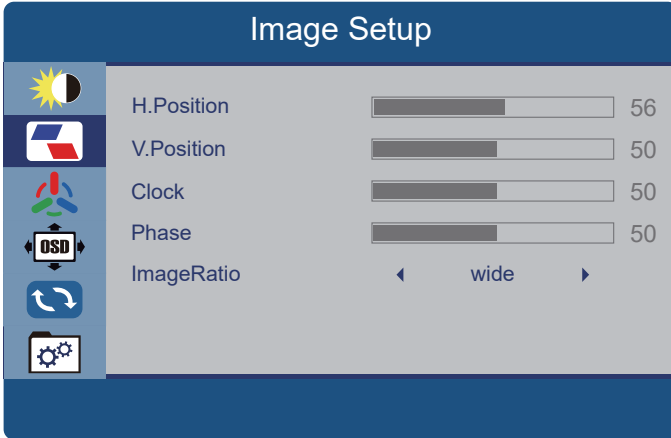 Image Setup
H.Position 56
V.Position 50
Clock 50
Phase 50
ImageRatio wide
OSD